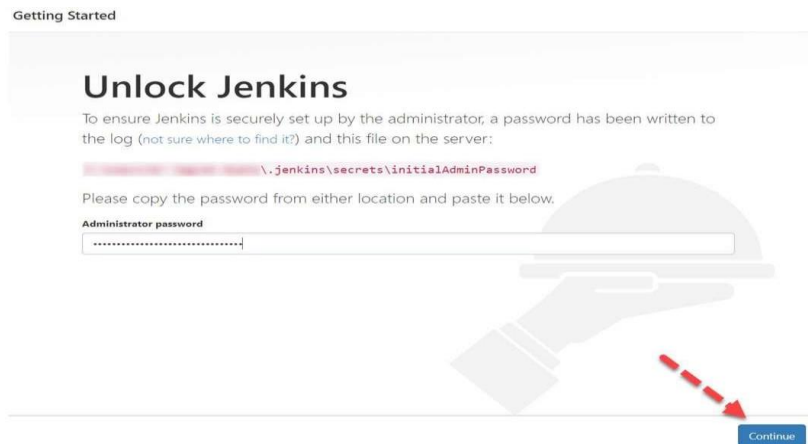 Getting Started
Unlock Jenkins
To ensure Jenkins is securely set up by the administrator, a password has been written to
the log (not sure where to find it?) and this file on the server:
\.jenkins\secrets\initialAdminPassword
Please copy the password from either location and paste it below.
Administrator password
Continue